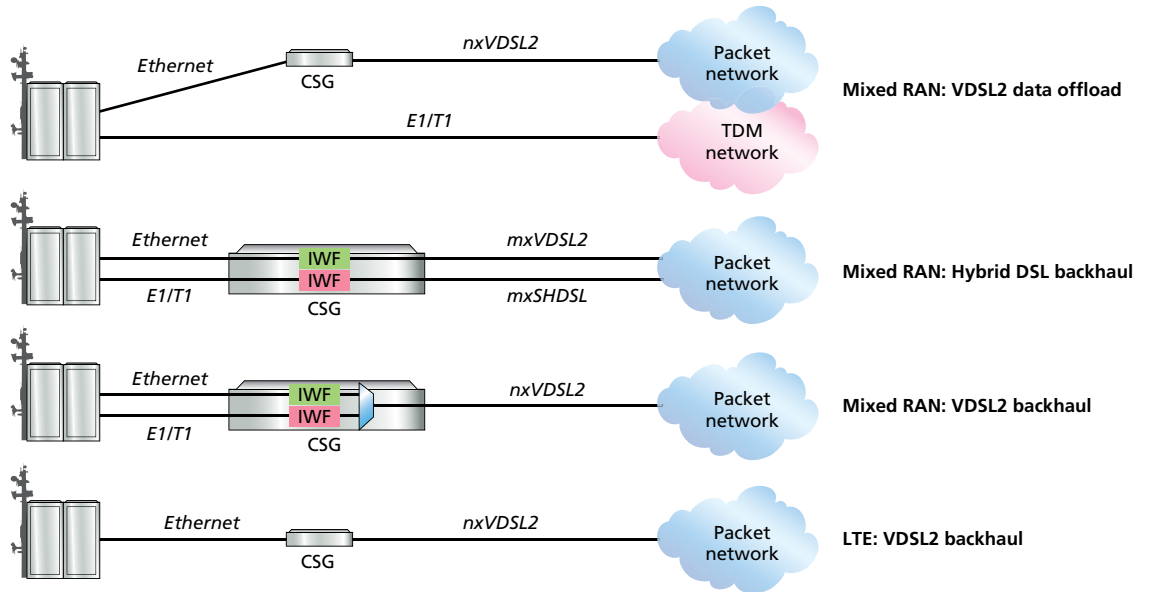 nxVDSL2
Ethernet
CSG
Packet
network
Mixed RAN: VDSL2 data offload
E1/T1
TDM
network
Ethernet
mxVDSL2
IWF
IWF
E1/T1
mxSHDSL
CSG
Packet
network
Mixed RAN: Hybrid DSL backhaul
Ethernet
IWF
IWF
E1/T1
CSG
nxVDSL2
Packet
network
Mixed RAN: VDSL2 backhaul
Ethernet
CSG
nxVDSL2
Packet
network
LTE: VDSL2 backhaul